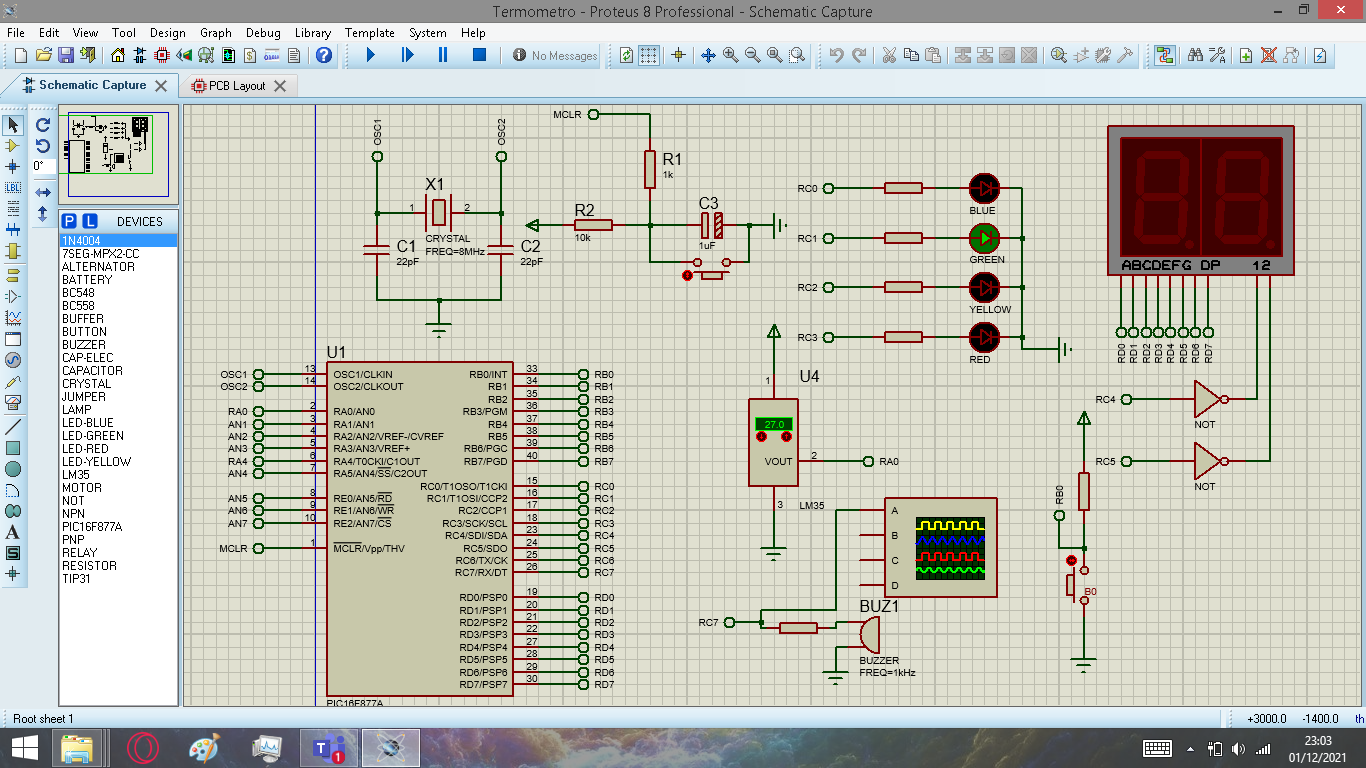 Termometro - Proteus 8 Professional - Schematic Capture
File Edit View Tool Design Graph Debug Library Template System Help
No Messages
Schematic Capture
PCB Layout
0°
LBL
P L DEVICES
1N4004
7SEG-MPX2-CC
ALTERNATOR
BATTERY
BC548
BC558
BUFFER
BUTTON
BUZZER
CAP-ELEC
CAPACITOR
CRYSTAL
JUMPER
LAMP
LED-BLUE
LED-GREEN
LED-RED
LED-YELLOW
LM35
MOTOR
NOT
NPN
PIC16F877A
PNP
RELAY
RESISTOR
TIP31
A
S
OSC1
OSC2
X1
1
2
CRYSTAL
FREQ=8MHz
C1
22pF
C2
22pF
MCLR
R1
1k
R2
10k
C3
1uF
RC0
BLUE
RC1
GREEN
RC2
YELLOW
RC3
RED
ABCDEFG DP 12
RD0
RD1
RD2
RD3
RD4
RD5
RD6
RD7
RC4
NOT
RC5
NOT
U1
OSC1 13 OSC1/CLKIN RB0/INT 33 RB0
OSC2 14 OSC2/CLKOUT RB1 34 RB1
RB2 35 RB2
RA0 2 RA0/AN0 RB3/PGM 36 RB3
AN1 3 RA1/AN1 RB4 37 RB4
AN2 4 RA2/AN2/VREF-/CVREF RB5 38 RB5
AN3 5 RA3/AN3/VREF+ RB6/PGC 39 RB6
RA4 6 RA4/T0CKI/C1OUT RB7/PGD 40 RB7
AN4 7 RA5/AN4/SS/C2OUT
RC0/T1OSO/T1CKI 15 RC0
AN5 8 RE0/AN5/RD RC1/T1OSI/CCP2 16 RC1
AN6 9 RE1/AN6/WR RC2/CCP1 17 RC2
AN7 10 RE2/AN7/CS RC3/SCK/SCL 18 RC3
RC4/SDI/SDA 23 RC4
MCLR 1 MCLR/Vpp/THV RC5/SDO 24 RC5
RC6/TX/CK 25 RC6
RC7/RX/DT 26 RC7
RD0/PSP0 19 RD0
RD1/PSP1 20 RD1
RD2/PSP2 21 RD2
RD3/PSP3 22 RD3
RD4/PSP4 27 RD4
RD5/PSP5 28 RD5
RD6/PSP6 29 RD6
RD7/PSP7 30 RD7
PIC16F877A
U4
1
27.0
VOUT
2
RA0
3
LM35
A
B
C
D
RC7
BUZ1
BUZZER
FREQ=1kHz
RB0
B0
Root sheet 1
+3000.0 -1400.0 th
T 1
23:03
01/12/2021